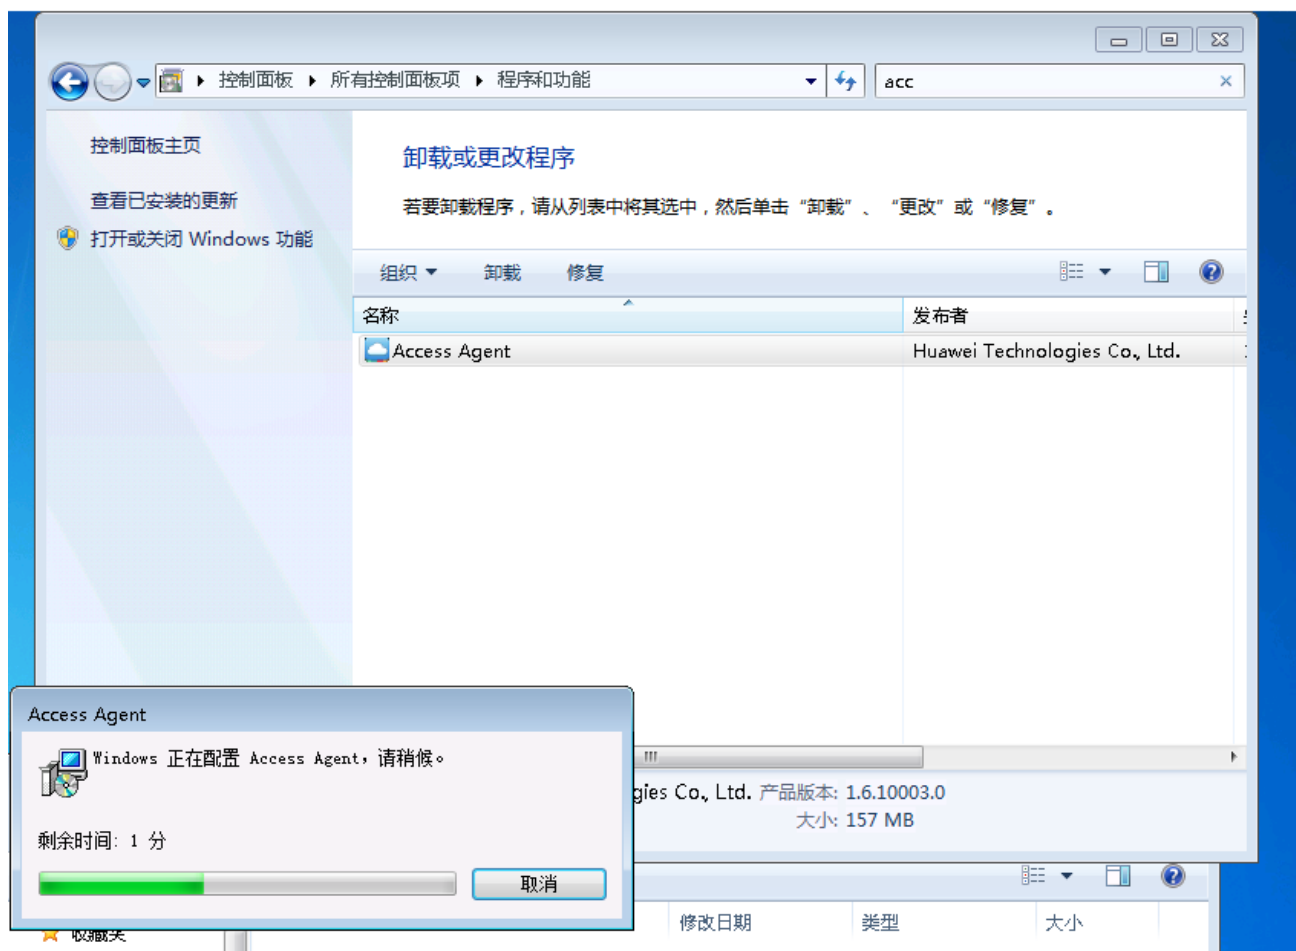 控制面板 所有控制面板项 程序和功能 acc
控制面板主页
查看已安装的更新
打开或关闭 Windows 功能
卸载或更改程序
若要卸载程序，请从列表中将其选中，然后单击“卸载”、“更改”或“修复”。
组织 卸载 修复
名称 发布者
Access Agent Huawei Technologies Co., Ltd.
gies Co., Ltd. 产品版本: 1.6.10003.0
大小: 157 MB
Access Agent
Windows 正在配置 Access Agent，请稍候。
剩余时间: 1 分
取消
收藏夹 修改日期 类型 大小